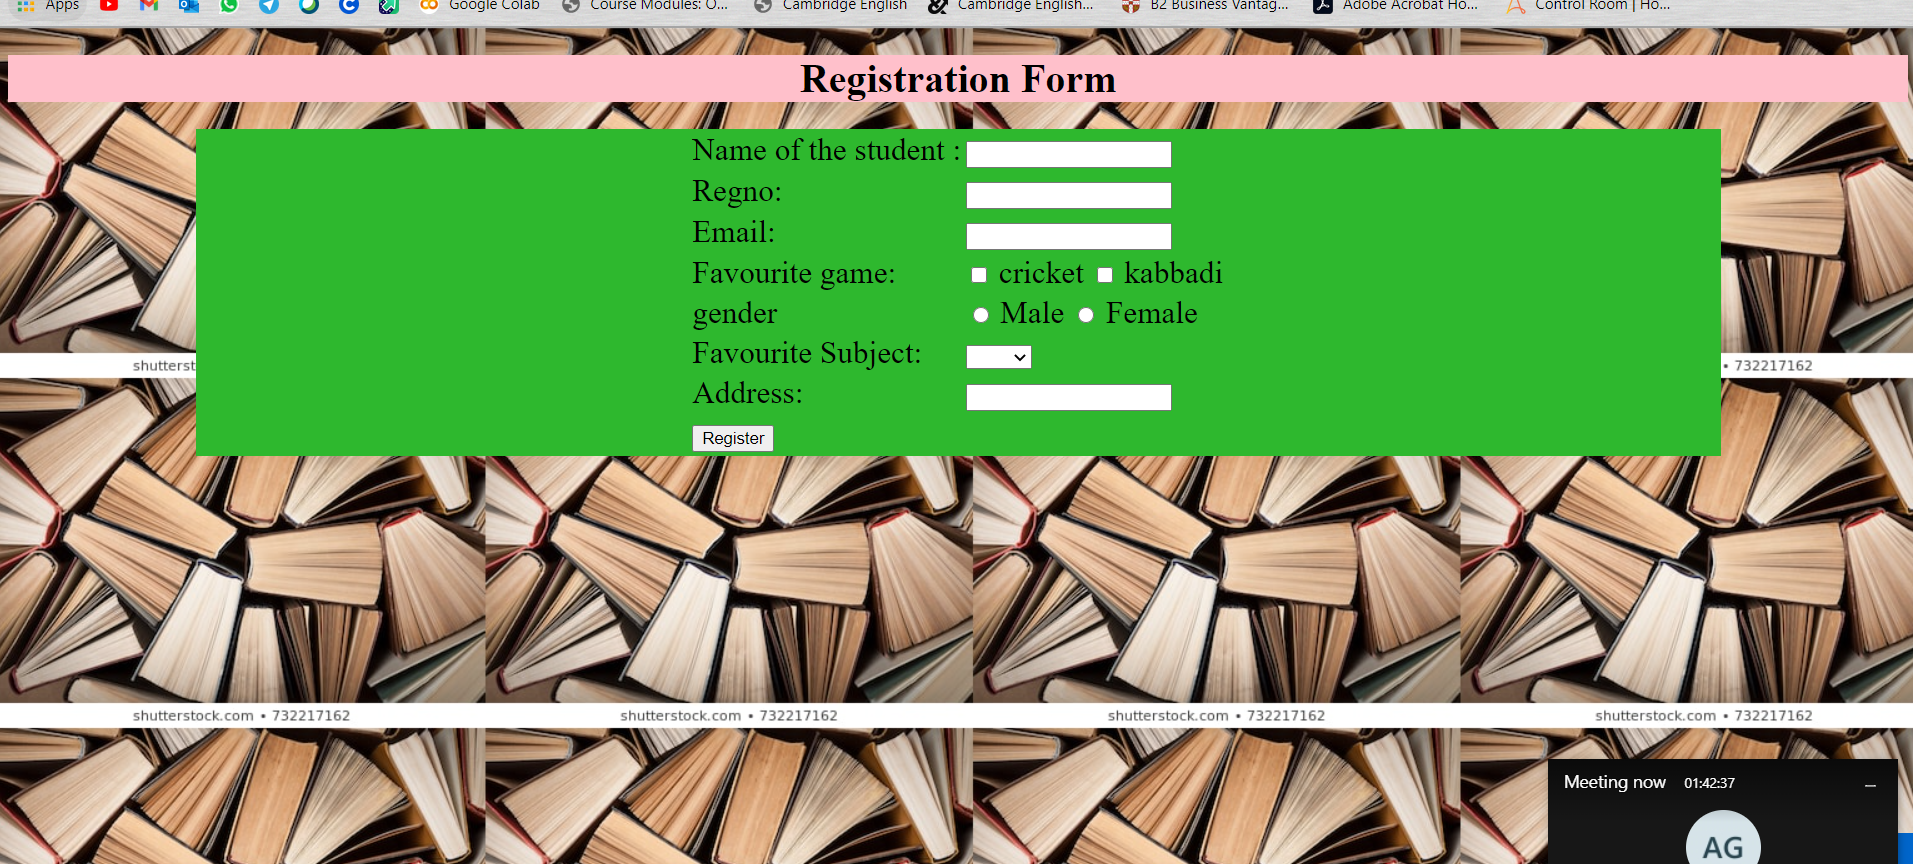 Apps Google Colab Course Modules: O... Cambridge English Cambridge English... B2 Business Vantag... Adobe Acrobat Ho... Control Room | Ho...
Registration Form
Name of the student :
Regno:
Email:
Favourite game: cricket kabbadi
gender Male Female
Favourite Subject:
shutterst • 732217162
Address:
Register
shutterstock.com • 732217162 shutterstock.com • 732217162 shutterstock.com • 732217162 shutterstock.com • 732217162
Meeting now 01:42:37
AG